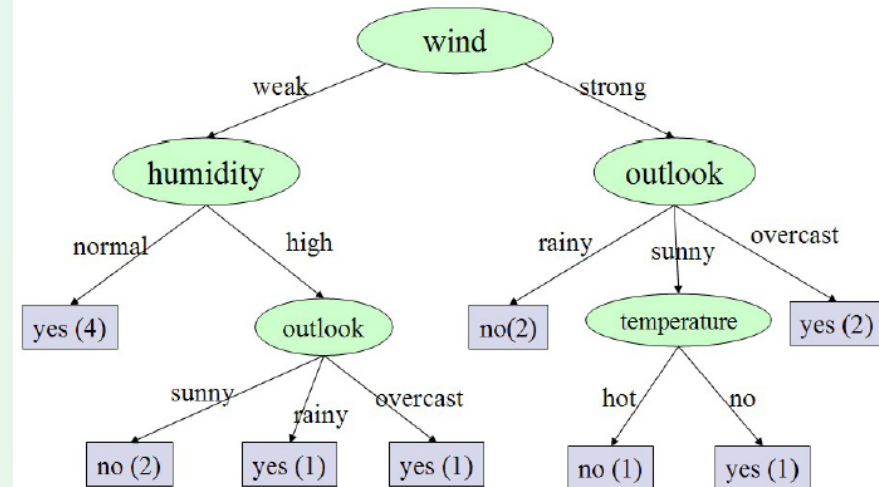 wind
weak
strong
humidity
outlook
normal
high
rainy
sunny
overcast
yes (4)
outlook
no(2)
temperature
yes (2)
sunny
rainy
overcast
hot
no
no (2)
yes (1)
yes (1)
no (1)
yes (1)